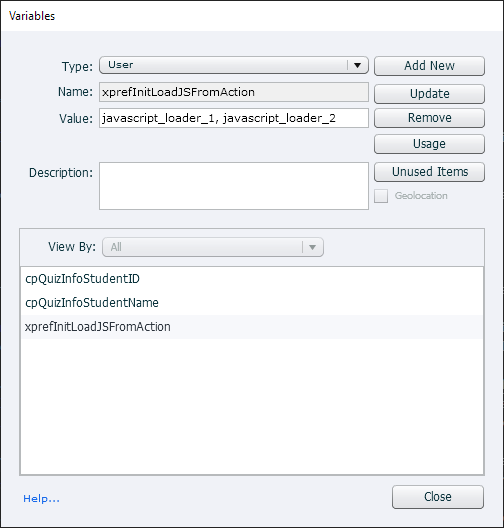 Variables
Type: User Add New
Name: xprefInitLoadJSFromAction Update
Value: javascript_loader_1, javascript_loader_2 Remove
Usage
Description: Unused Items
Geolocation
View By: All
cpQuizInfoStudentID
cpQuizInfoStudentName
xprefInitLoadJSFromAction
Help... Close